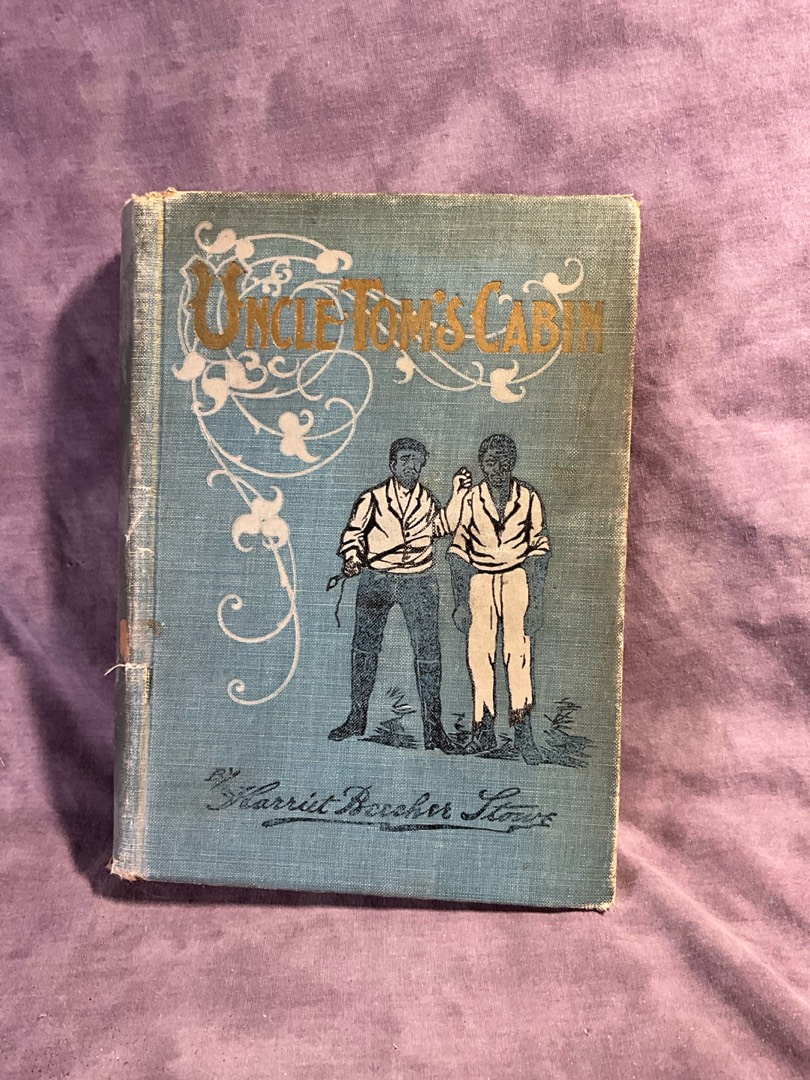 UNCLE TOM'S CABIN
BY
Harriet Beecher Stowe